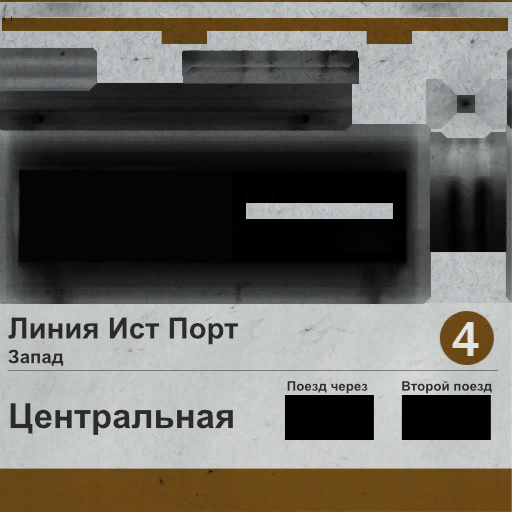 Линия Ист Порт
Запад
4
Поезд через
Второй поезд
Центральная